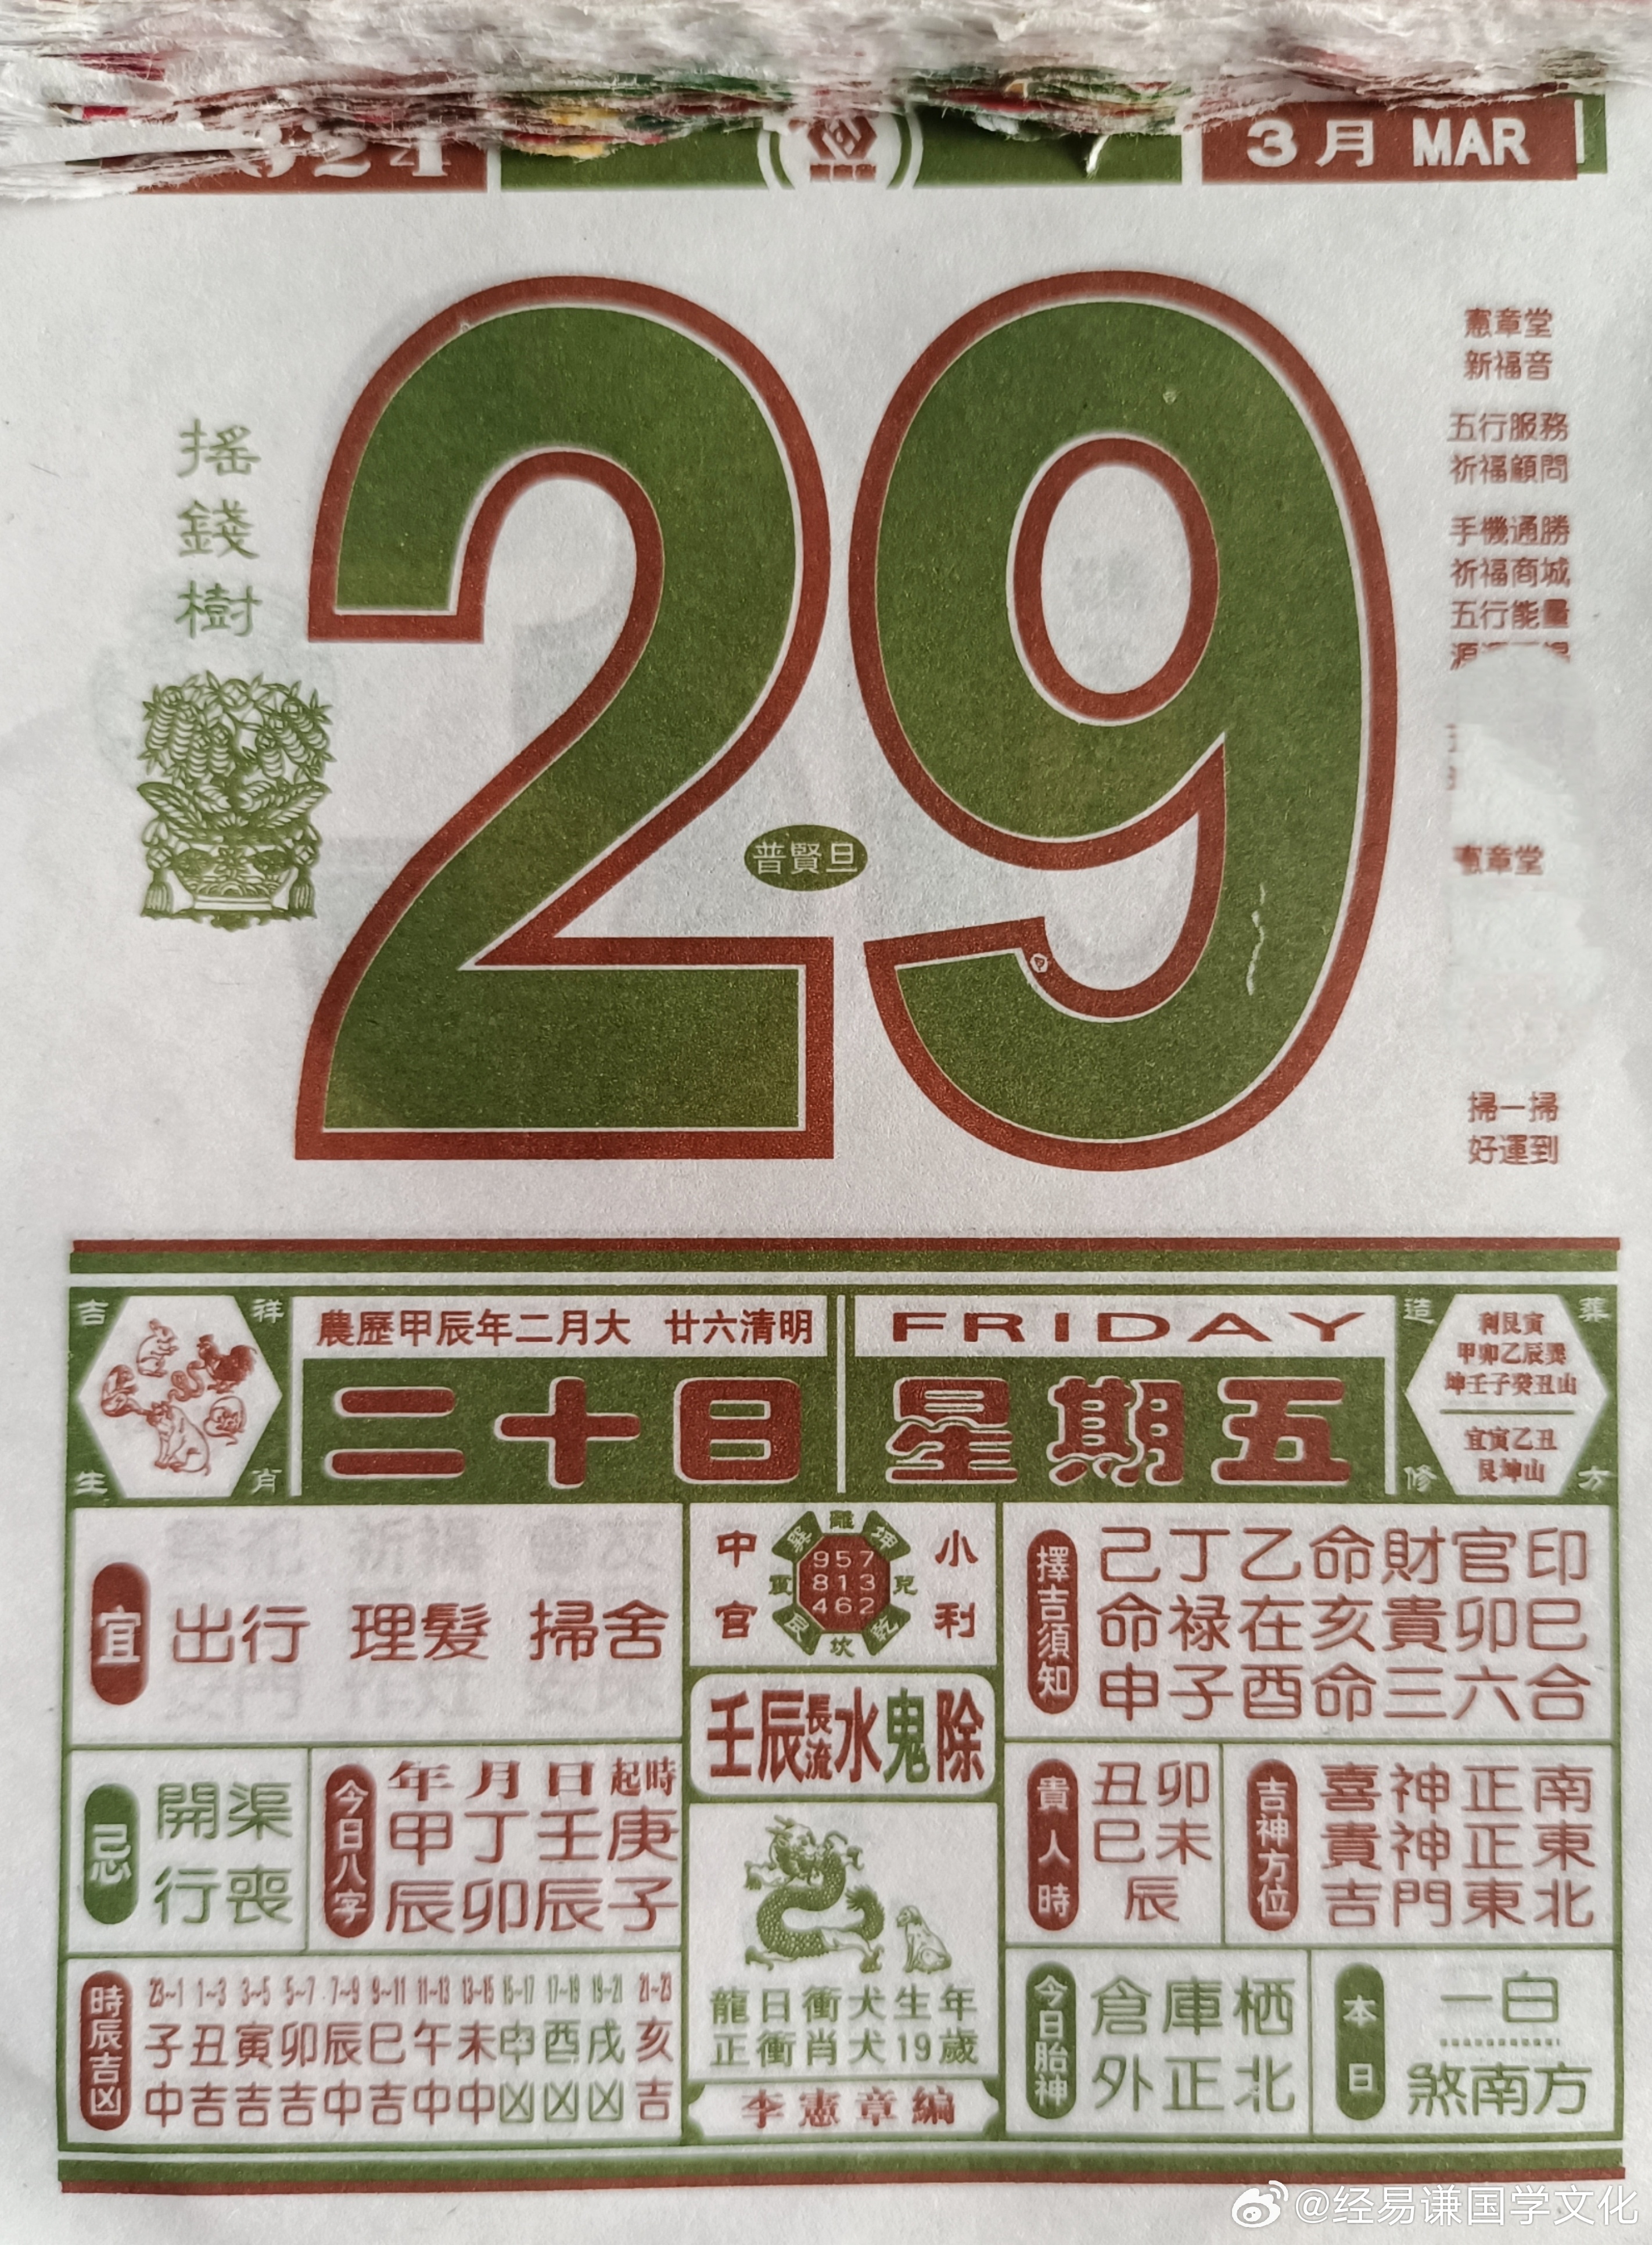 2024
3月 MAR
29
搖錢樹
普賢旦
憲章堂
新福音
五行服務
祈福顧問
手機通勝
祈福商城
五行能量
憲章堂
掃一掃
好運到
吉祥生肖
農歷甲辰年二月大 廿六清明
FRIDAY
二十日
星期五
造葬修方
利艮寅
甲卯乙辰巽
坤壬子癸丑山
宜寅乙丑
艮坤山
宜
出行 理髮 掃舍
中宮
小利
巽離坤
震兌
艮坎乾
957
813
462
擇吉須知
己丁乙命財官印
命祿在亥貴卯巳
申子酉命三六合
壬辰長流水鬼除
忌
開渠
行喪
今日八字
年月日起時
甲丁壬庚
辰卯辰子
貴人時
丑卯
巳未
辰
吉神方位
喜神正南
貴神正東
吉門東北
時辰吉凶
23~1 1~3 3~5 5~7 7~9 9~11 11~13 13~15 15~17 17~19 19~21 21~23
子丑寅卯辰巳午未申酉戌亥
中吉吉吉中吉中中凶凶凶吉
龍日衝犬生年
正衝肖犬19歲
李憲章編
今日胎神
倉庫栖
外正北
本日
一白
煞南方
@经易谦国学文化